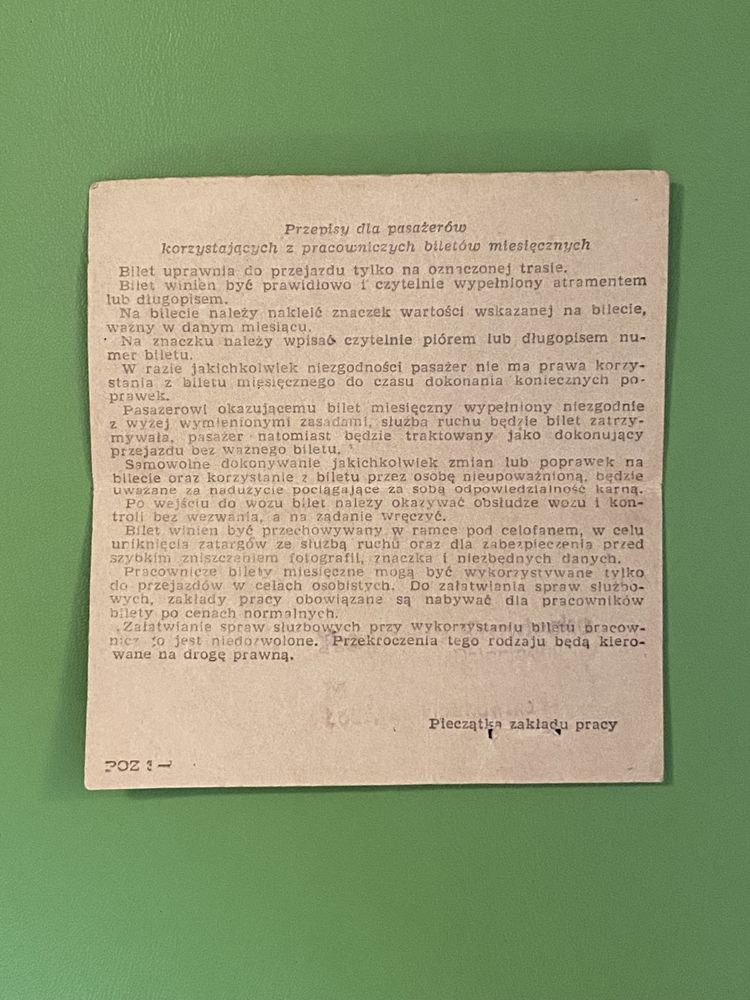 Przepisy dla pasażerów
korzystających z pracowniczych biletów miesięcznych
Bilet uprawnia do przejazdu tylko na oznaczonej trasie.
Bilet winien być prawidłowo i czytelnie wypełniony atramentem
lub długopisem.
Na bilecie należy nakleić znaczek wartości wskazanej na bilecie,
ważny w danym miesiącu.
Na znaczku należy wpisać czytelnie piórem lub długopisem nu-
mer biletu.
W razie jakichkolwiek niezgodności pasażer nie ma prawa korzy-
stania z biletu miesięcznego do czasu dokonania koniecznych po-
prawek.
Pasażerowi okazującemu bilet miesięczny wypełniony niezgodnie
z wyżej wymienionymi zasadami, służba ruchu będzie bilet zatrzy-
mywała, pasażer natomiast będzie traktowany jako dokonujący
przejazdu bez ważnego biletu.
Samowolne dokonywanie jakichkolwiek zmian lub poprawek na
bilecie oraz korzystanie z biletu przez osobę nieupoważnioną, będzie
uważane za nadużycie pociągające za sobą odpowiedzialność karną.
Po wejściu do wozu bilet należy okazywać obsłudze wozu i kon-
troli bez wezwania, a na żądanie wręczyć.
Bilet winien być przechowywany w ramce pod celofanem, w celu
uniknięcia zatargów ze służbą ruchu oraz dla zabezpieczenia przed
szybkim zniszczeniem fotografii, znaczka i niezbędnych danych.
Pracownicze bilety miesięczne mogą być wykorzystywane tylko
do przejazdów w celach osobistych. Do załatwiania spraw służbo-
wych, zakłady pracy obowiązane są nabywać dla pracowników
bilety po cenach normalnych.
Załatwianie spraw służbowych przy wykorzystaniu biletu pracow-
niczego jest niedozwolone. Przekroczenia tego rodzaju będą kiero-
wane na drogę prawną.
Pieczątka zakładu pracy
POZ